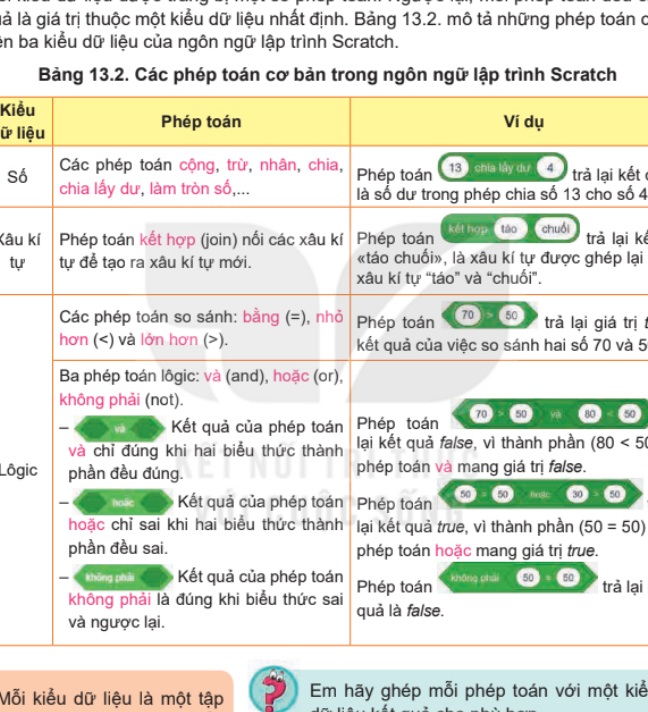 ả là giá trị thuộc một kiểu dữ liệu nhất định. Bảng 13.2. mô tả những phép toán c
ên ba kiểu dữ liệu của ngôn ngữ lập trình Scratch.
Bảng 13.2. Các phép toán cơ bản trong ngôn ngữ lập trình Scratch
Kiểu
ữ liệu
Phép toán
Ví dụ
Số
Các phép toán cộng, trừ, nhân, chia,
chia lấy dư, làm tròn số,...
Phép toán 13 chia lấy dư 4 trả lại kết
là số dư trong phép chia số 13 cho số 4
Xâu kí
tự
Phép toán kết hợp (join) nối các xâu kí
tự để tạo ra xâu kí tự mới.
Phép toán kết hợp táo chuối trả lại kế
«táo chuối», là xâu kí tự được ghép lại
xâu kí tự “táo” và “chuối”.
Lôgic
Các phép toán so sánh: bằng (=), nhỏ
hơn (<) và lớn hơn (>).
Phép toán 70 > 50 trả lại giá trị t
kết quả của việc so sánh hai số 70 và 5
Ba phép toán lôgic: và (and), hoặc (or),
không phải (not).
– và Kết quả của phép toán
và chỉ đúng khi hai biểu thức thành
phần đều đúng.
– hoặc Kết quả của phép toán
hoặc chỉ sai khi hai biểu thức thành
phần đều sai.
– không phải Kết quả của phép toán
không phải là đúng khi biểu thức sai
và ngược lại.
Phép toán 70 > 50 và 80 < 50
lại kết quả false, vì thành phần (80 < 50
phép toán và mang giá trị false.
Phép toán 50 = 50 hoặc 30 > 50
lại kết quả true, vì thành phần (50 = 50)
phép toán hoặc mang giá trị true.
Phép toán không phải 50 = 50 trả lại
quả là false.
KẾT NỐI TRI THỨC
VỚI CUỘC SỐNG
Mỗi kiểu dữ liệu là một tập
Em hãy ghép mỗi phép toán với một kiể